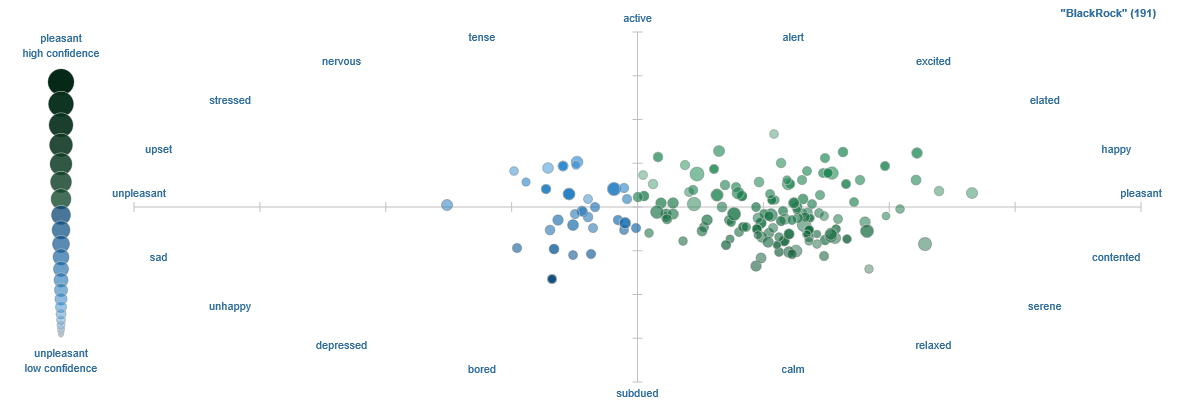 "BlackRock" (191)
active
pleasant
high confidence
tense
alert
nervous
excited
stressed
elated
upset
happy
unpleasant
pleasant
sad
contented
unhappy
serene
depressed
relaxed
unpleasant
low confidence
bored
calm
subdued